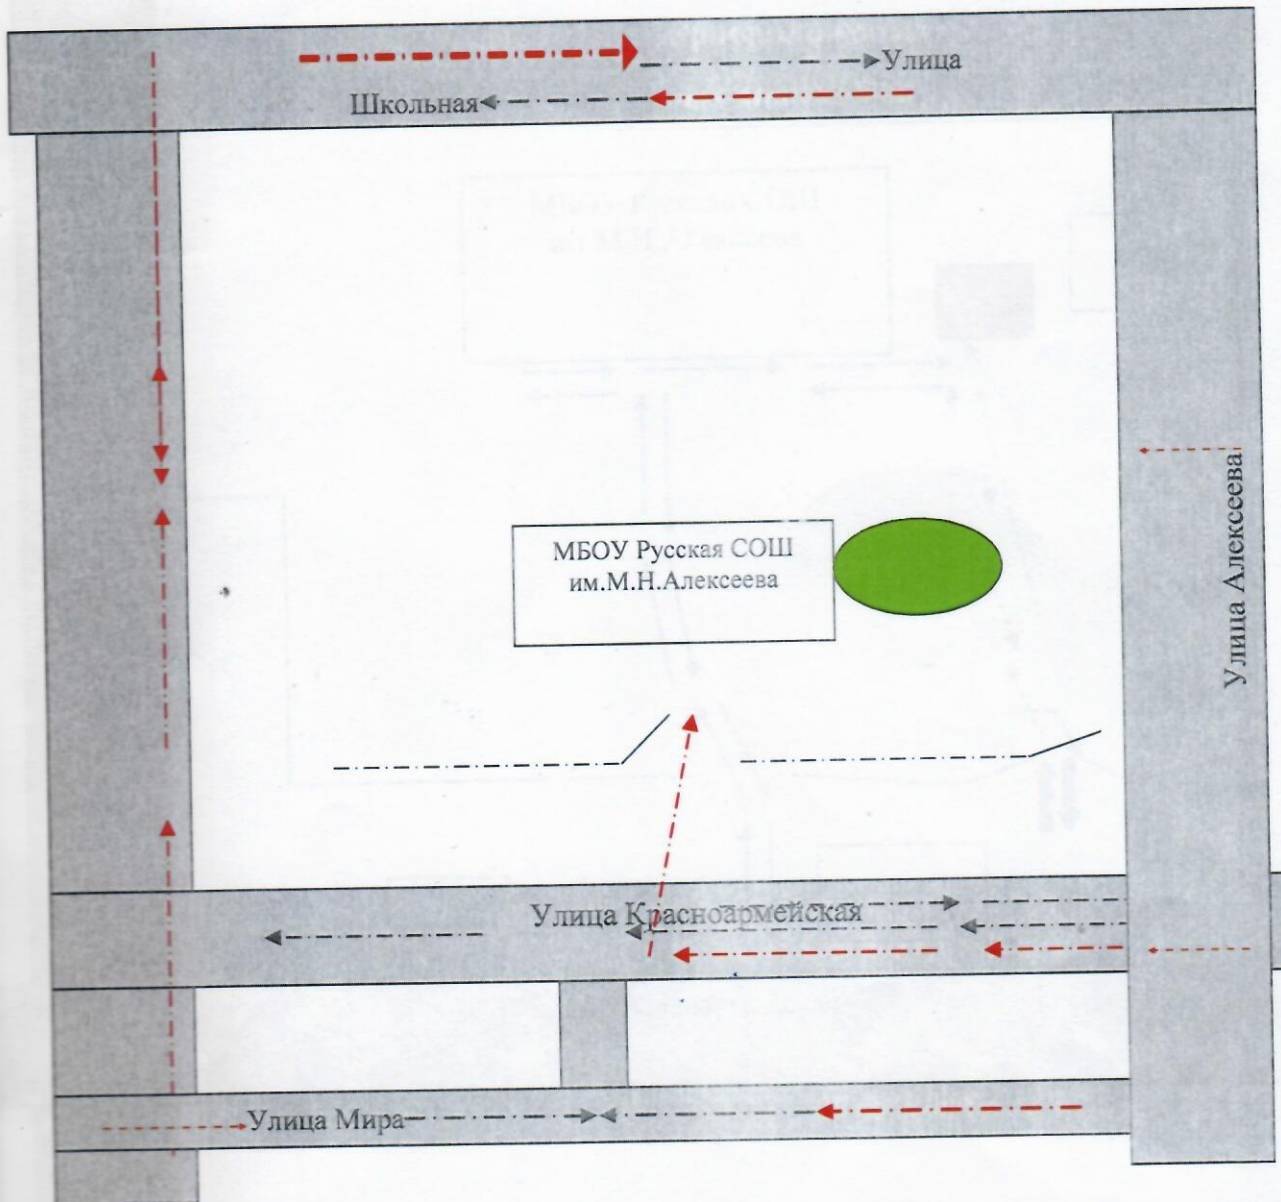 Улица
Школьная
МБОУ Русская СОШ
им.М.Н.Алексеева
Улица Алексеева
Улица Красноармейская
Улица Мира